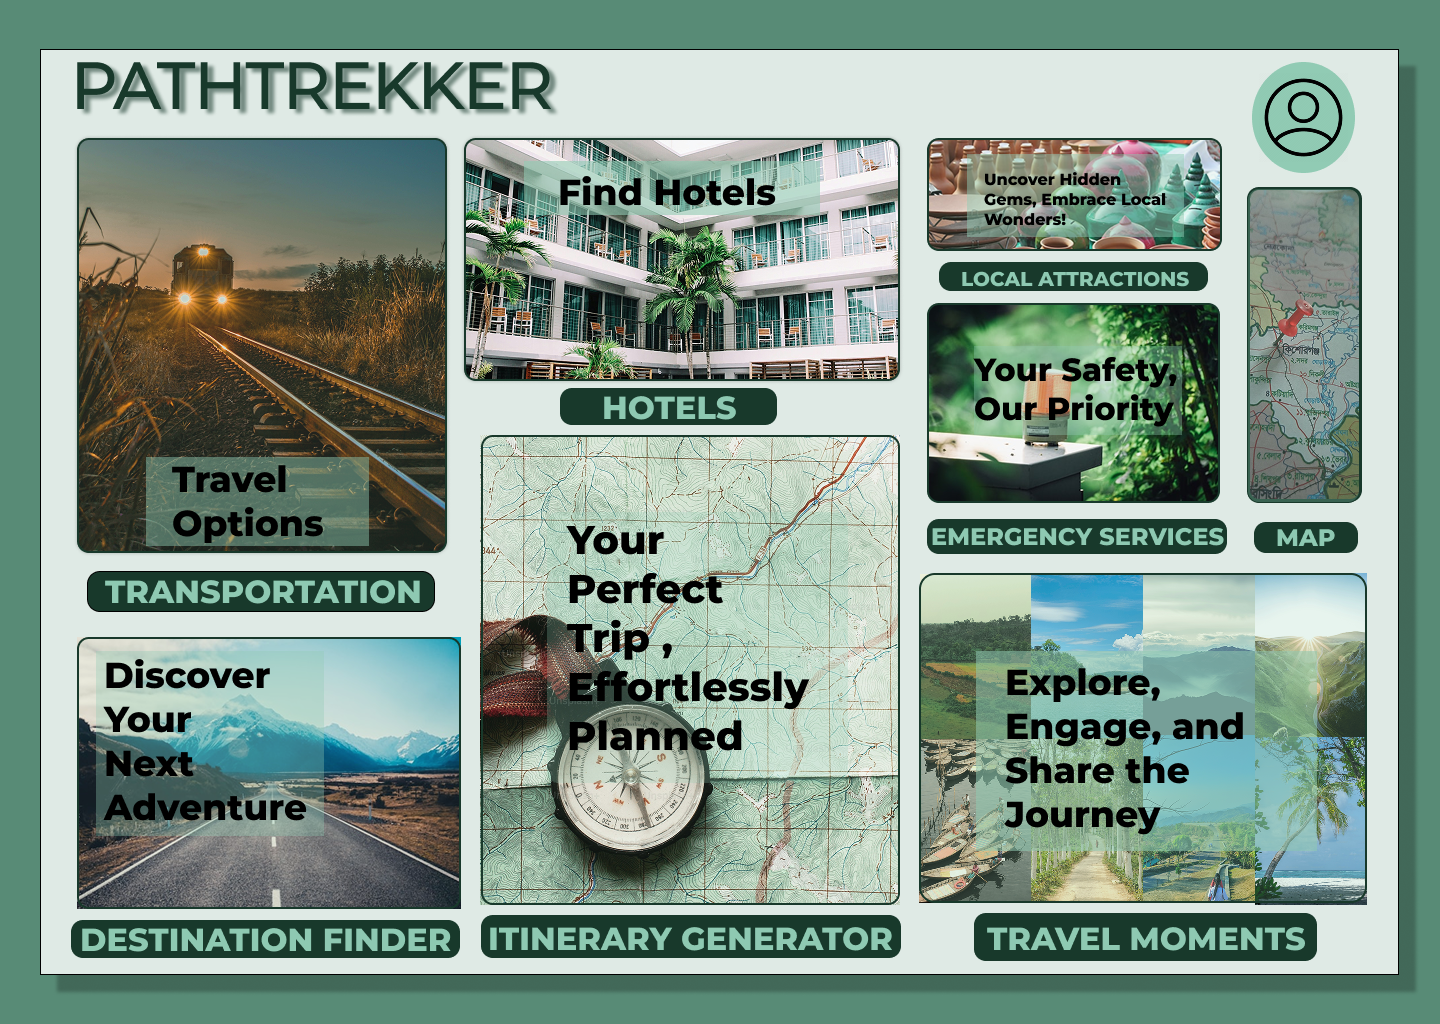 PATHTREKKER
Travel
Options
TRANSPORTATION
Find Hotels
HOTELS
Uncover Hidden
Gems, Embrace Local
Wonders!
LOCAL ATTRACTIONS
Your Safety,
Our Priority
EMERGENCY SERVICES
কিশোরগঞ্জ
MAP
Discover
Your
Next
Adventure
DESTINATION FINDER
Your
Perfect
Trip ,
Effortlessly
Planned
ITINERARY GENERATOR
Explore,
Engage, and
Share the
Journey
TRAVEL MOMENTS